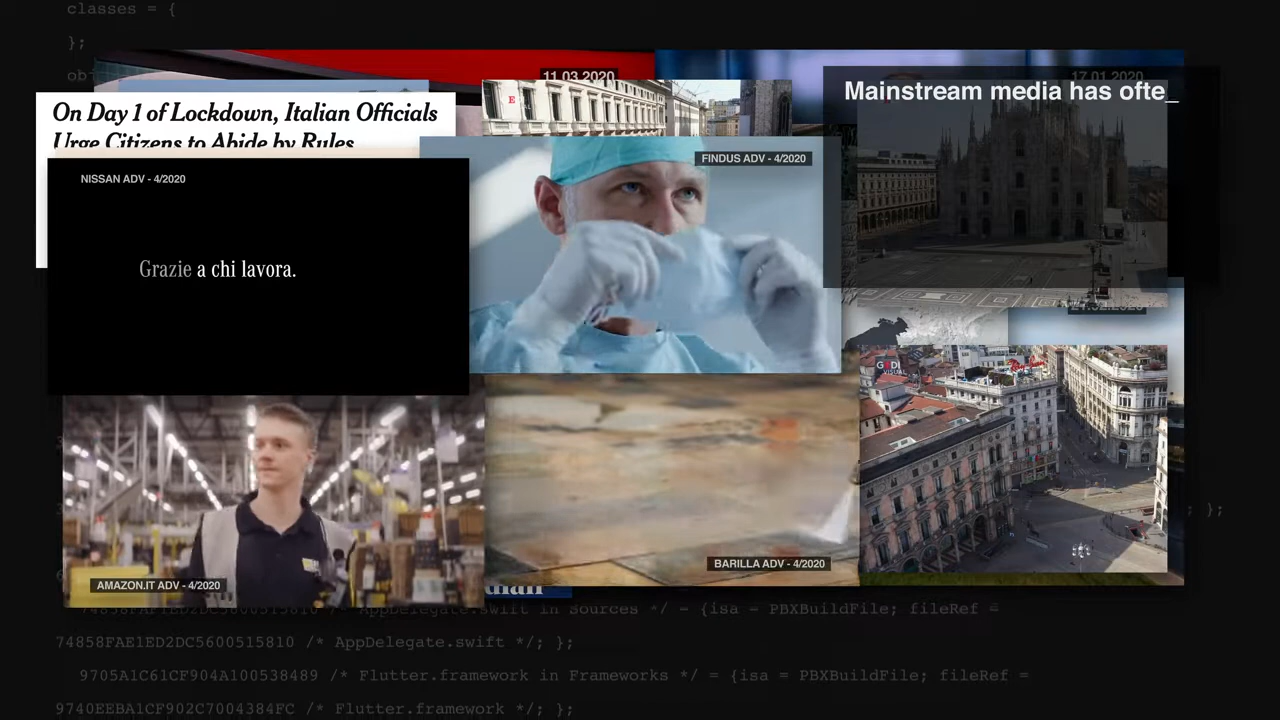 classes = {
};
obj
11.03.2020
17.01.2020
Mainstream media has ofte_
On Day 1 of Lockdown, Italian Officials
Urge Citizens to Abide by Rules
FINDUS ADV - 4/2020
NISSAN ADV - 4/2020
Grazie a chi lavora.
AMAZON.IT ADV - 4/2020
BARILLA ADV - 4/2020
}; };
74858FAF1ED2DC5600515810 /* AppDelegate.swift in Sources */ = {isa = PBXBuildFile; fileRef =
74858FAE1ED2DC5600515810 /* AppDelegate.swift */; };
9705A1C61CF904A100538489 /* Flutter.framework in Frameworks */ = {isa = PBXBuildFile; fileRef =
9740EEBA1CF902C7004384FC /* Flutter.framework */; };